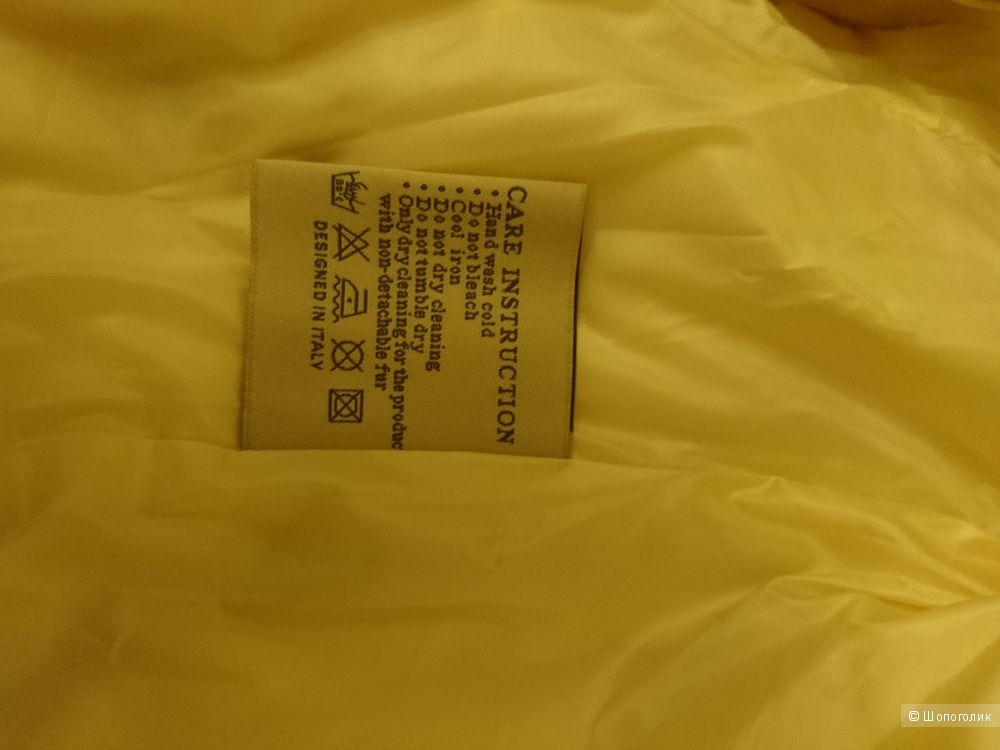 CARE INSTRUCTION
• Hand wash cold
• Do not bleach
• Cool iron
• Do not dry cleaning
• Do not tumble dry
• Only dry cleaning for the produc
with non-detachable fur
DESIGNED IN ITALY
© Шопоголик